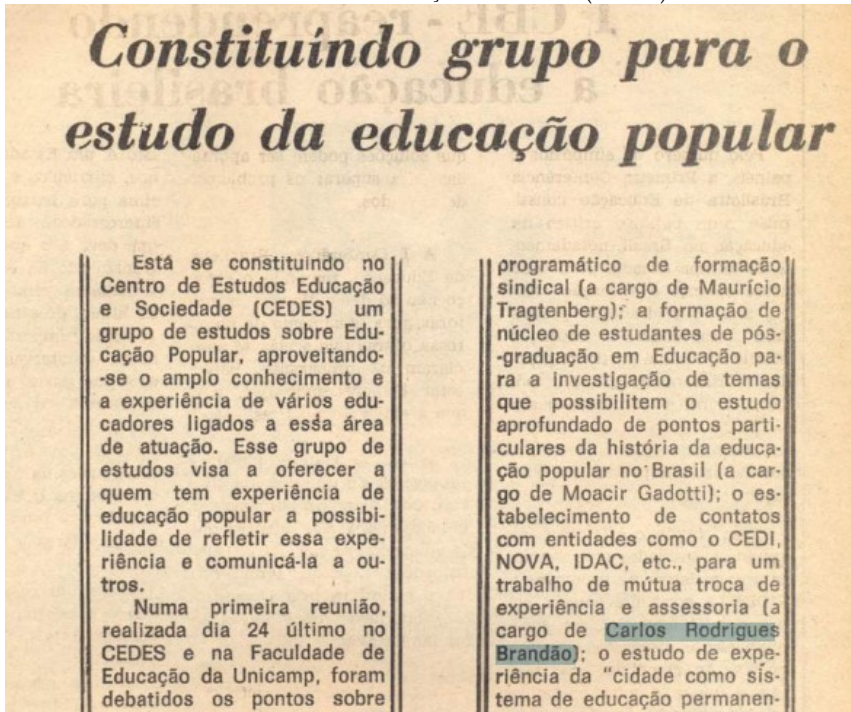 Constituindo grupo para o
estudo da educação popular
Está se constituindo no
Centro de Estudos Educação
e Sociedade (CEDES) um
grupo de estudos sobre Edu-
cação Popular, aproveitando-
-se o amplo conhecimento e
a experiência de vários edu-
cadores ligados a essa área
de atuação. Esse grupo de
estudos visa a oferecer a
quem tem experiência de
educação popular a possibi-
lidade de refletir essa expe-
riência e comunicá-la a ou-
tros.
Numa primeira reunião,
realizada dia 24 último no
CEDES e na Faculdade de
Educação da Unicamp, foram
debatidos os pontos sobre
programático de formação
sindical (a cargo de Maurício
Tragtenberg); a formação de
núcleo de estudantes de pós-
-graduação em Educação pa-
ra a investigação de temas
que possibilitem o estudo
aprofundado de pontos parti-
culares da história da educa-
ção popular no Brasil (a car-
go de Moacir Gadotti); o es-
tabelecimento de contatos
com entidades como o CEDI,
NOVA, IDAC, etc., para um
trabalho de mútua troca de
experiência e assessoria (a
cargo de Carlos Rodrigues
Brandão); o estudo de expe-
riência da "cidade como sis-
tema de educação permanen-